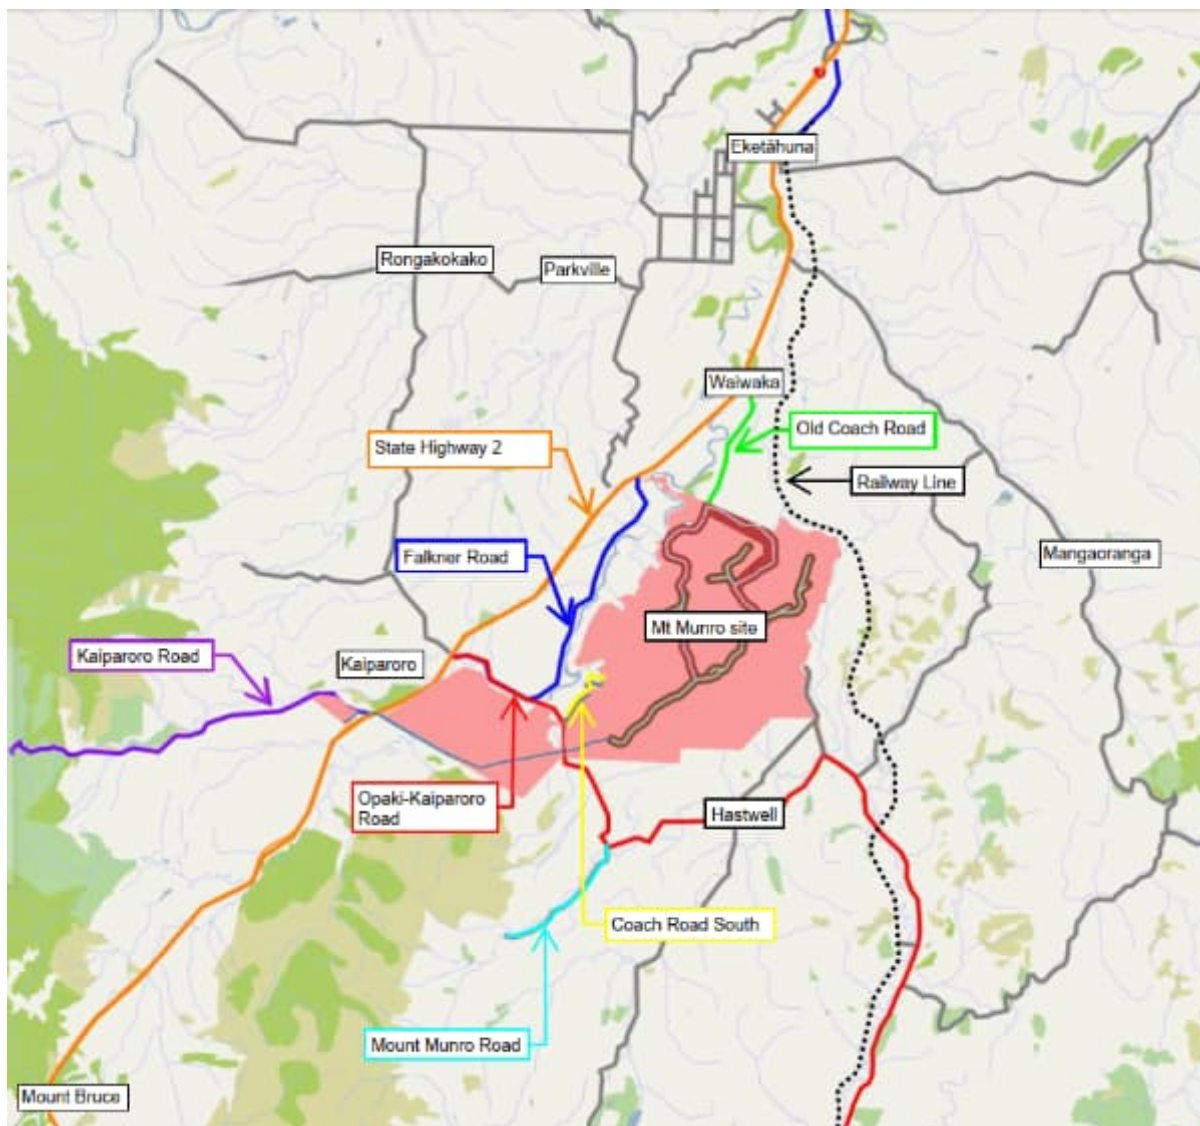 Eketāhuna
Rongakokako
Parkville
Waiwaka
Old Coach Road
State Highway 2
Railway Line
Falkner Road
Mangaoranga
Mt Munro site
Kaiparoro Road
Kaiparoro
Opaki-Kaiparoro
Road
Hastwell
Coach Road South
Mount Munro Road
Mount Bruce